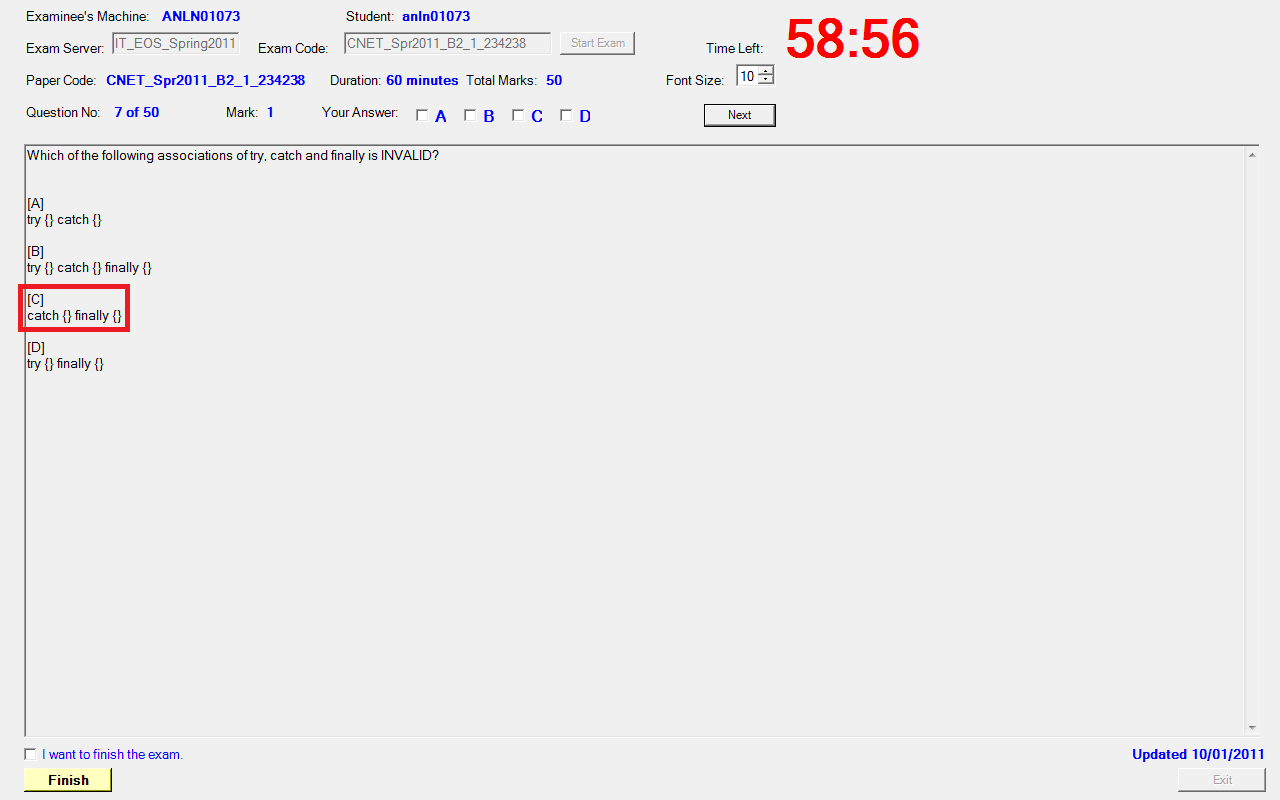 Examinee's Machine: ANLN01073 Student: anln01073
58:56
Exam Server: IT_EOS_Spring2011 Exam Code: CNET_Spr2011_B2_1_234238 Start Exam Time Left:
Paper Code: CNET_Spr2011_B2_1_234238 Duration: 60 minutes Total Marks: 50 Font Size: 10
Question No: 7 of 50 Mark: 1 Your Answer: A B C D Next
Which of the following associations of try, catch and finally is INVALID?
[A]
try {} catch {}
[B]
try {} catch {} finally {}
[C]
catch {} finally {}
[D]
try {} finally {}
I want to finish the exam. Updated 10/01/2011
Finish Exit